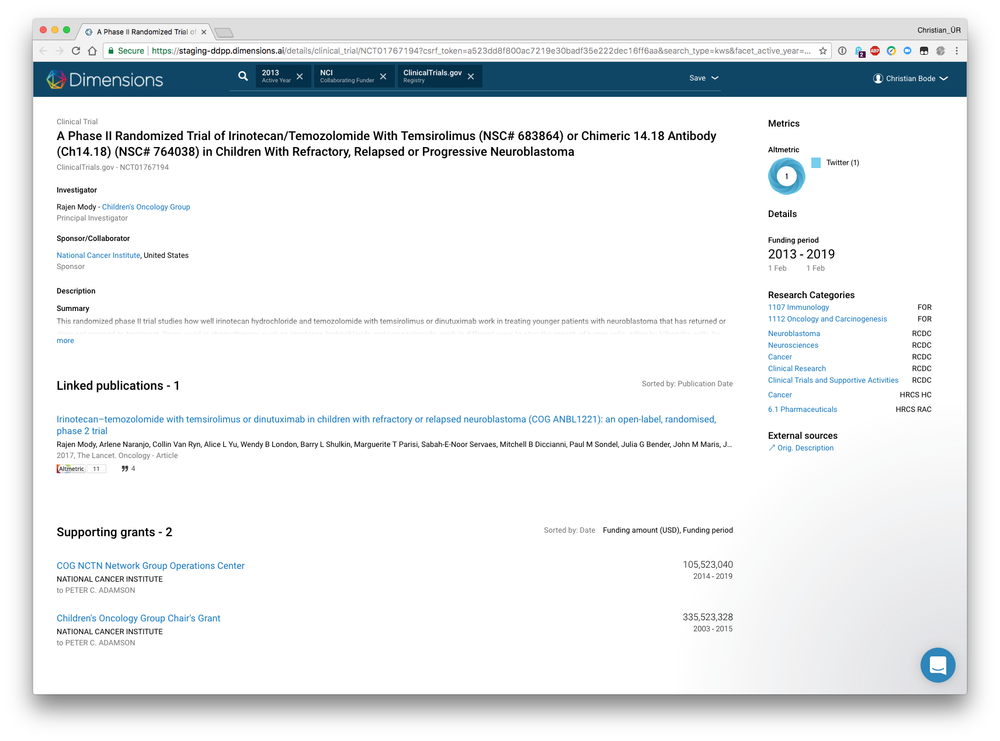 A Phase II Randomized Trial of
Christian_ÜR
Secure https://staging-ddpp.dimensions.ai/details/clinical_trial/NCT01767194?csrf_token=a523dd8f800ac7219e30badf35e222dec16ff6aa&search_type=kws&facet_active_year=...
2
ABP
Dimensions
2013
Active Year
NCI
Collaborating Funder
ClinicalTrials.gov
Registry
Save
Christian Bode
Clinical Trial
A Phase II Randomized Trial of Irinotecan/Temozolomide With Temsirolimus (NSC# 683864) or Chimeric 14.18 Antibody
(Ch14.18) (NSC# 764038) in Children With Refractory, Relapsed or Progressive Neuroblastoma
ClinicalTrials.gov - NCT01767194
Investigator
Rajen Mody - Children's Oncology Group
Principal Investigator
Sponsor/Collaborator
National Cancer Institute, United States
Sponsor
Description
Summary
This randomized phase II trial studies how well irinotecan hydrochloride and temozolomide with temsirolimus or dinutuximab work in treating younger patients with neuroblastoma that has returned or
more
Linked publications - 1
Sorted by: Publication Date
Irinotecan–temozolomide with temsirolimus or dinutuximab in children with refractory or relapsed neuroblastoma (COG ANBL1221): an open-label, randomised,
phase 2 trial
Rajen Mody, Arlene Naranjo, Collin Van Ryn, Alice L Yu, Wendy B London, Barry L Shulkin, Marguerite T Parisi, Sabah-E-Noor Servaes, Mitchell B Diccianni, Paul M Sondel, Julia G Bender, John M Maris, J...
2017, The Lancet. Oncology - Article
Altmetric 11 4
Supporting grants - 2
Sorted by: Date Funding amount (USD), Funding period
COG NCTN Network Group Operations Center
105,523,040
NATIONAL CANCER INSTITUTE
2014 - 2019
to PETER C. ADAMSON
Children's Oncology Group Chair's Grant
335,523,328
NATIONAL CANCER INSTITUTE
2003 - 2015
to PETER C. ADAMSON
Metrics
Altmetric
1
Twitter (1)
Details
Funding period
2013 - 2019
1 Feb 1 Feb
Research Categories
1107 Immunology FOR
1112 Oncology and Carcinogenesis FOR
Neuroblastoma RCDC
Neurosciences RCDC
Cancer RCDC
Clinical Research RCDC
Clinical Trials and Supportive Activities RCDC
Cancer HRCS HC
6.1 Pharmaceuticals HRCS RAC
External sources
Orig. Description